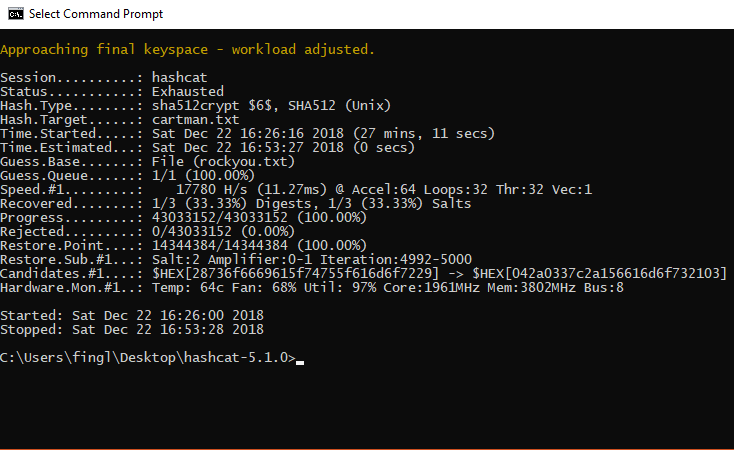 Select Command Prompt
Approaching final keyspace - workload adjusted.
Session..........: hashcat
Status...........: Exhausted
Hash.Type........: sha512crypt $6$, SHA512 (Unix)
Hash.Target......: cartman.txt
Time.Started.....: Sat Dec 22 16:26:16 2018 (27 mins, 11 secs)
Time.Estimated...: Sat Dec 22 16:53:27 2018 (0 secs)
Guess.Base.......: File (rockyou.txt)
Guess.Queue......: 1/1 (100.00%)
Speed.#1.........:    17780 H/s (11.27ms) @ Accel:64 Loops:32 Thr:32 Vec:1
Recovered........: 1/3 (33.33%) Digests, 1/3 (33.33%) Salts
Progress.........: 43033152/43033152 (100.00%)
Rejected.........: 0/43033152 (0.00%)
Restore.Point....: 14344384/14344384 (100.00%)
Restore.Sub.#1...: Salt:2 Amplifier:0-1 Iteration:4992-5000
Candidates.#1....: $HEX[28736f6669615f74755f616d6f7229] -> $HEX[042a0337c2a156616d6f732103]
Hardware.Mon.#1..: Temp: 64c Fan: 68% Util: 97% Core:1961MHz Mem:3802MHz Bus:8
Started: Sat Dec 22 16:26:00 2018
Stopped: Sat Dec 22 16:53:28 2018
C:\Users\fingl\Desktop\hashcat-5.1.0>